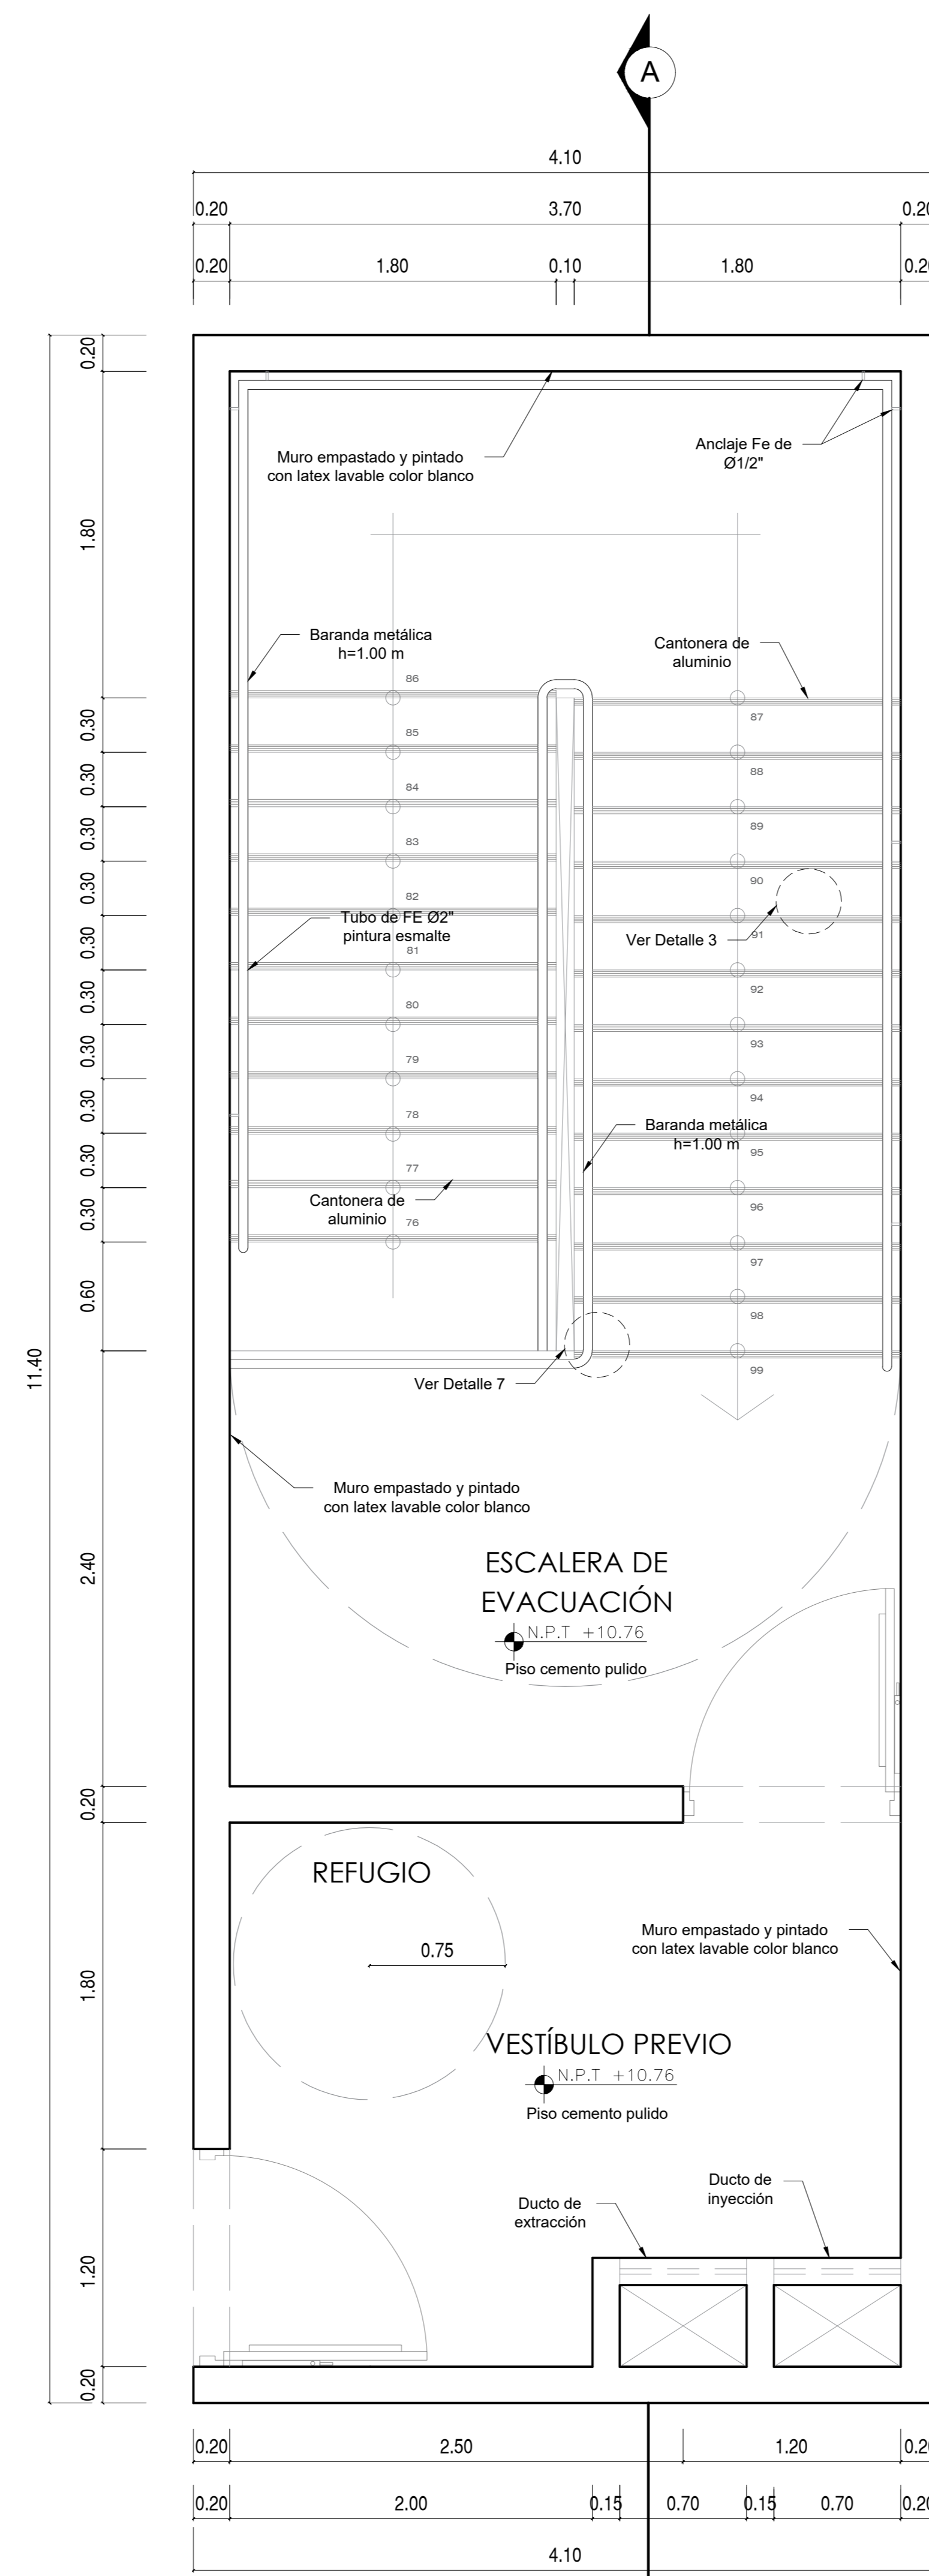 A
4.10
0.20 3.70 0.20
0.20 1.80 0.10 1.80 0.20
0.20
Muro empastado y pintado
con latex lavable color blanco
Anclaje Fe de
Ø1/2"
1.80
Baranda metálica
h=1.00 m
Cantonera de
aluminio
86
87
0.30
85
88
0.30
84
89
0.30
83
90
0.30
82
Tubo de FE Ø2"
pintura esmalte
91
Ver Detalle 3
0.30
81
92
0.30
80
93
0.30
79
94
0.30
78
Baranda metálica
h=1.00 m
95
0.30
77
96
0.30
Cantonera de
aluminio
76
97
98
0.60
99
11.40
Ver Detalle 7
Muro empastado y pintado
con latex lavable color blanco
2.40
ESCALERA DE
EVACUACIÓN
N.P.T +10.76
Piso cemento pulido
0.20
REFUGIO
0.75
Muro empastado y pintado
con latex lavable color blanco
1.80
VESTÍBULO PREVIO
N.P.T +10.76
Piso cemento pulido
Ducto de
extracción
Ducto de
inyección
1.20
0.20
0.20 2.50 1.20 0.20
0.20 2.00 0.15 0.70 0.15 0.70 0.20
4.10